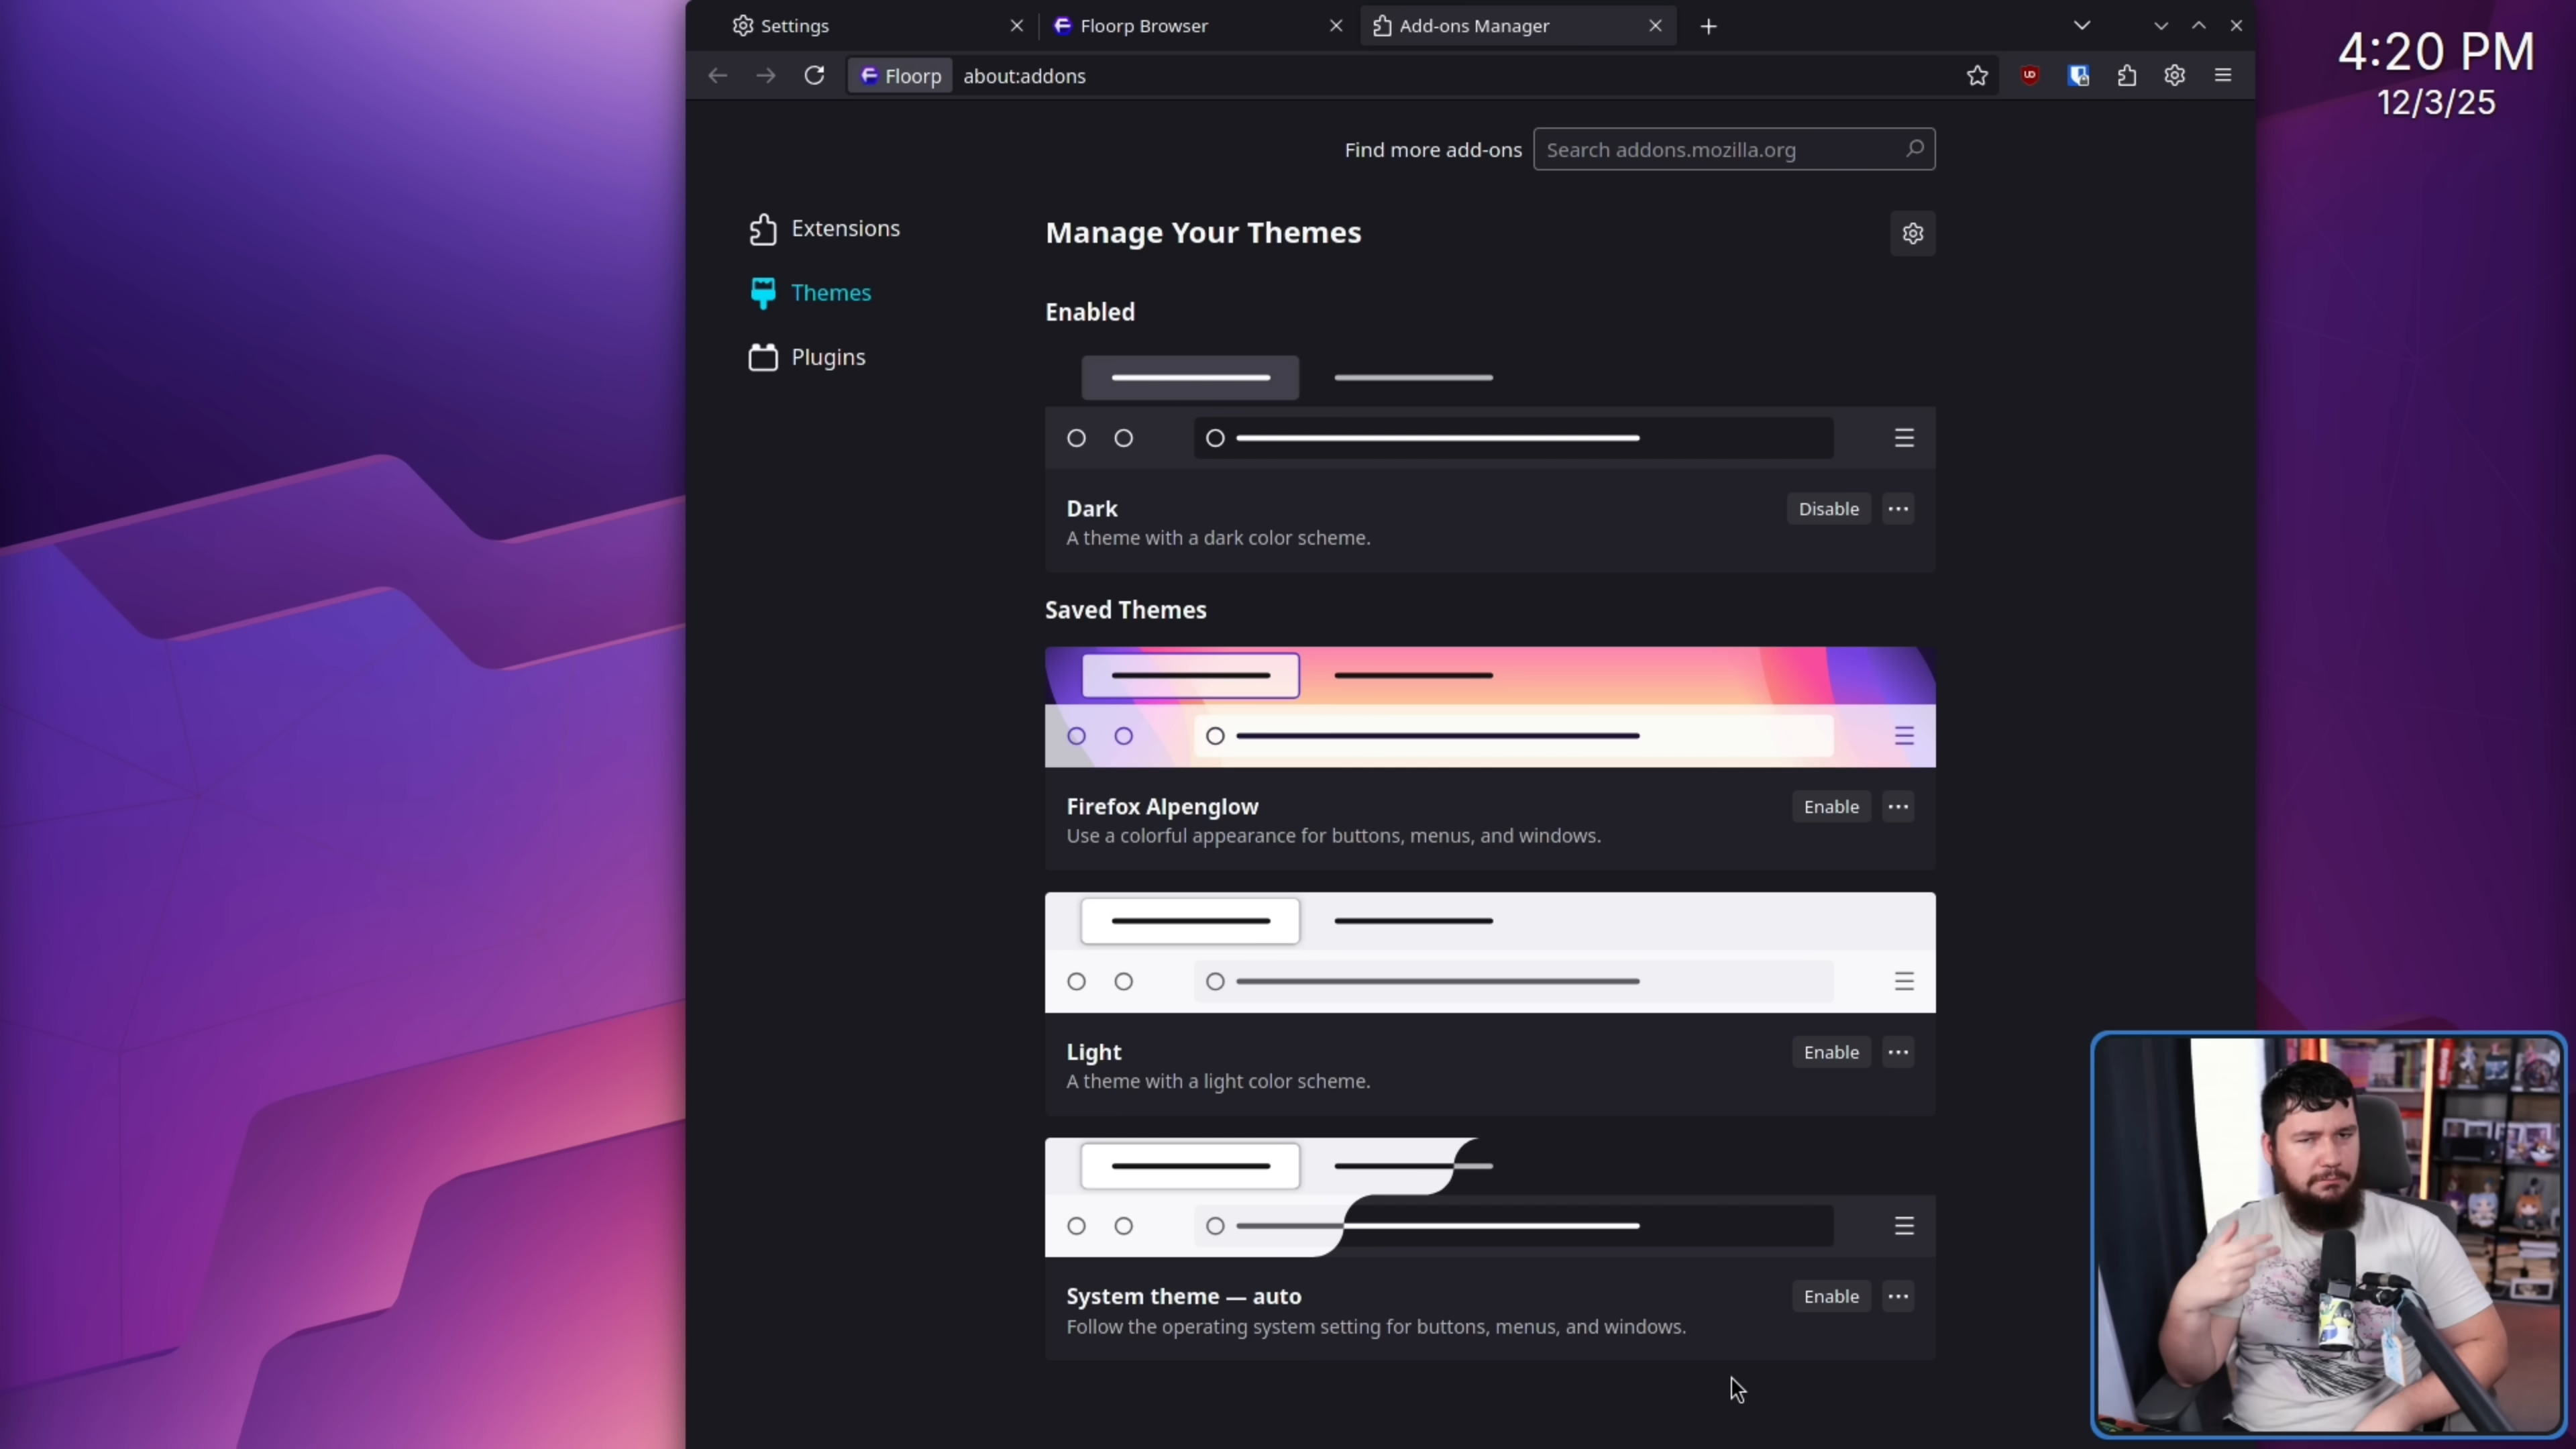 Settings
Floorp Browser
Add-ons Manager
4:20 PM
12/3/25
Floorp
about:addons
Find more add-ons
Search addons.mozilla.org
Extensions
Themes
Plugins
Manage Your Themes
Enabled
Dark
Disable
A theme with a dark color scheme.
Saved Themes
Firefox Alpenglow
Enable
Use a colorful appearance for buttons, menus, and windows.
Light
Enable
A theme with a light color scheme.
System theme — auto
Enable
Follow the operating system setting for buttons, menus, and windows.